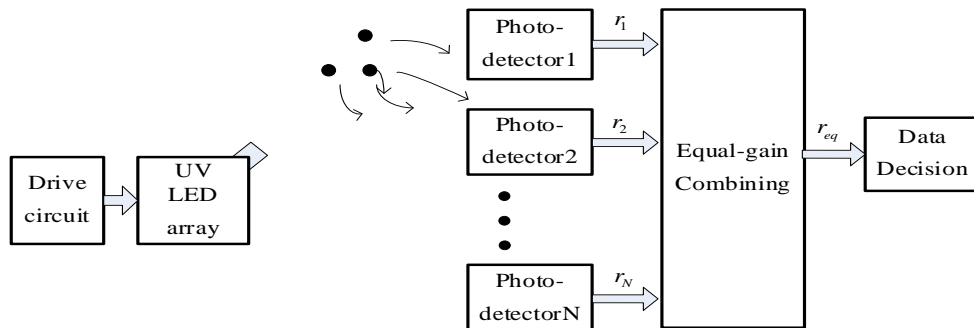 Drive
circuit
UV
LED
array
Photo-
detector1
Photo-
detector2
Photo-
detectorN
r1
r2
rN
Equal-gain
Combining
req
Data
Decision